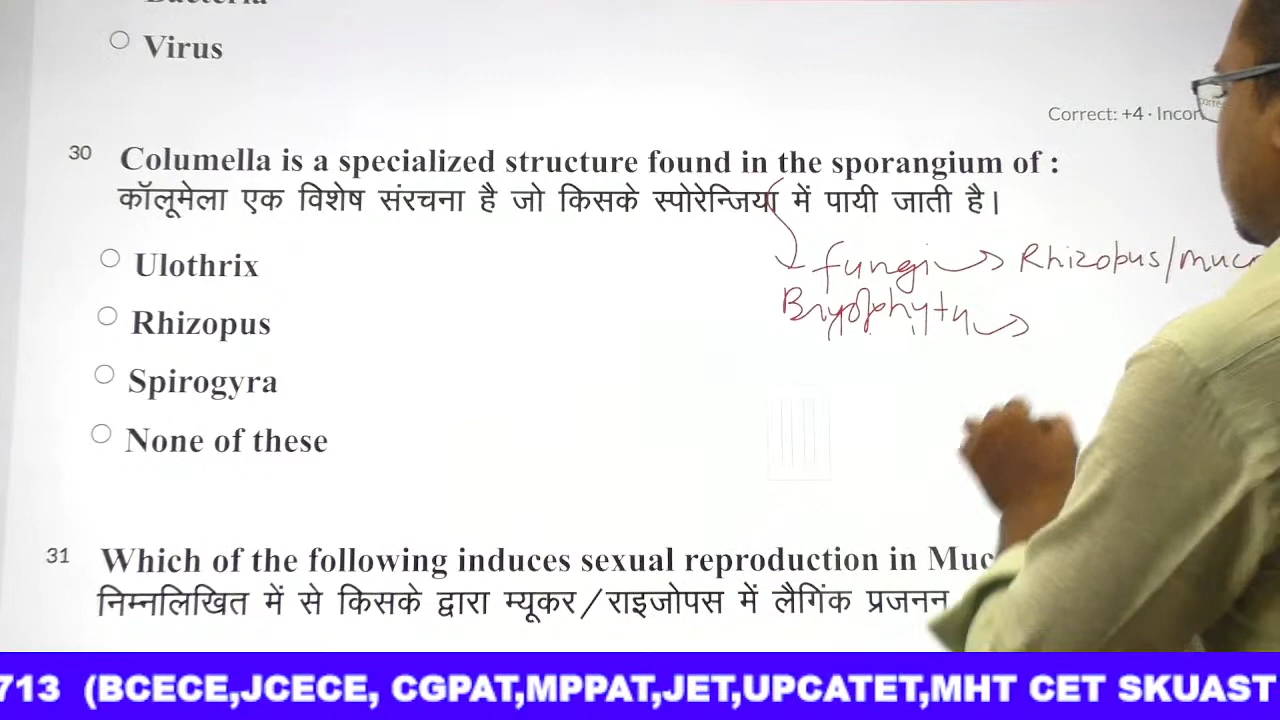 Virus
Correct: +4 · Incor
30 Columella is a specialized structure found in the sporangium of :
कॉलूमेला एक विशेष संरचना है जो किसके स्पोरेन्जिया में पायी जाती है।
Ulothrix
fungi → Rhizopus/muc
Bryophyta →
Rhizopus
Spirogyra
None of these
31 Which of the following induces sexual reproduction in Muc
निम्नलिखित में से किसके द्वारा म्यूकर/राइजोपस में लैगिंक प्रजनन
713 (BCECE,JCECE, CGPAT,MPPAT,JET,UPCATET,MHT CET SKUAST